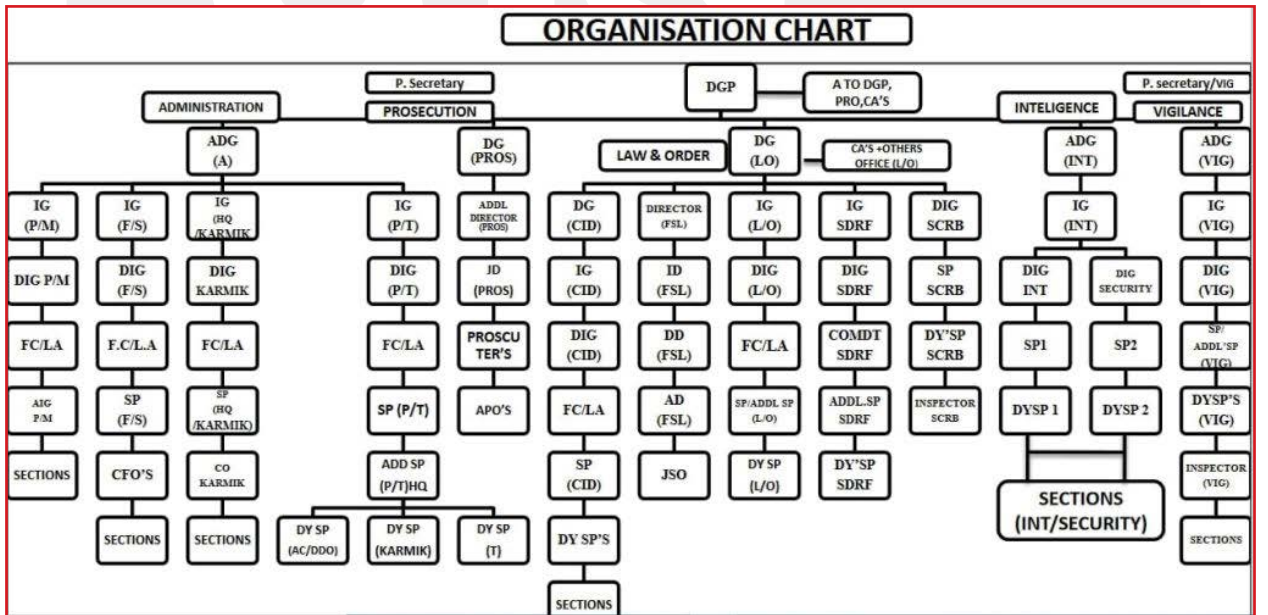 ORGANISATION CHART
P. Secretary
DGP
A TO DGP,
PRO,CA'S
P. secretary/VIG
ADMINISTRATION
PROSECUTION
INTELIGENCE
VIGILANCE
ADG
(A)
DG
(PROS)
LAW & ORDER
DG
(LO)
CA'S +OTHERS
OFFICE (L/O)
ADG
(INT)
ADG
(VIG)
IG
(P/M)
IG
(F/S)
IG
(HQ
/KARMIK
IG
(P/T)
ADDL
DIRECTOR
(PROS)
DG
(CID)
DIRECTOR
(FSL)
IG
(L/O)
IG
SDRF
DIG
SCRB
IG
(INT)
IG
(VIG)
DIG P/M
DIG
(F/S)
DIG
KARMIK
DIG
(P/T)
JD
(PROS)
IG
(CID)
ID
(FSL)
DIG
(L/O)
DIG
SDRF
SP
SCRB
DIG
INT
DIG
SECURITY
DIG
(VIG)
FC/LA
F.C/L.A
FC/LA
FC/LA
PROSCU
TER'S
DIG
(CID)
DD
(FSL)
FC/LA
COMDT
SDRF
DY'SP
SCRB
SP1
SP2
SP/
ADDL'SP
(VIG)
AIG
P/M
SP
(F/S)
SP
(HQ
/KARMIK)
SP (P/T)
APO'S
FC/LA
AD
(FSL)
SP/ADDL SP
(L/O)
ADDL.SP
SDRF
INSPECTOR
SCRB
DYSP 1
DYSP 2
DYSP'S
(VIG)
SECTIONS
CFO'S
CO
KARMIK
ADD SP
(P/T)HQ
SP
(CID)
JSO
DY SP
(L/O)
DY'SP
SDRF
SECTIONS
(INT/SECURITY)
INSPECTOR
(VIG)
SECTIONS
SECTIONS
DY SP
(AC/DDO)
DY SP
(KARMIK)
DY SP
(T)
DY SP'S
SECTIONS
SECTIONS